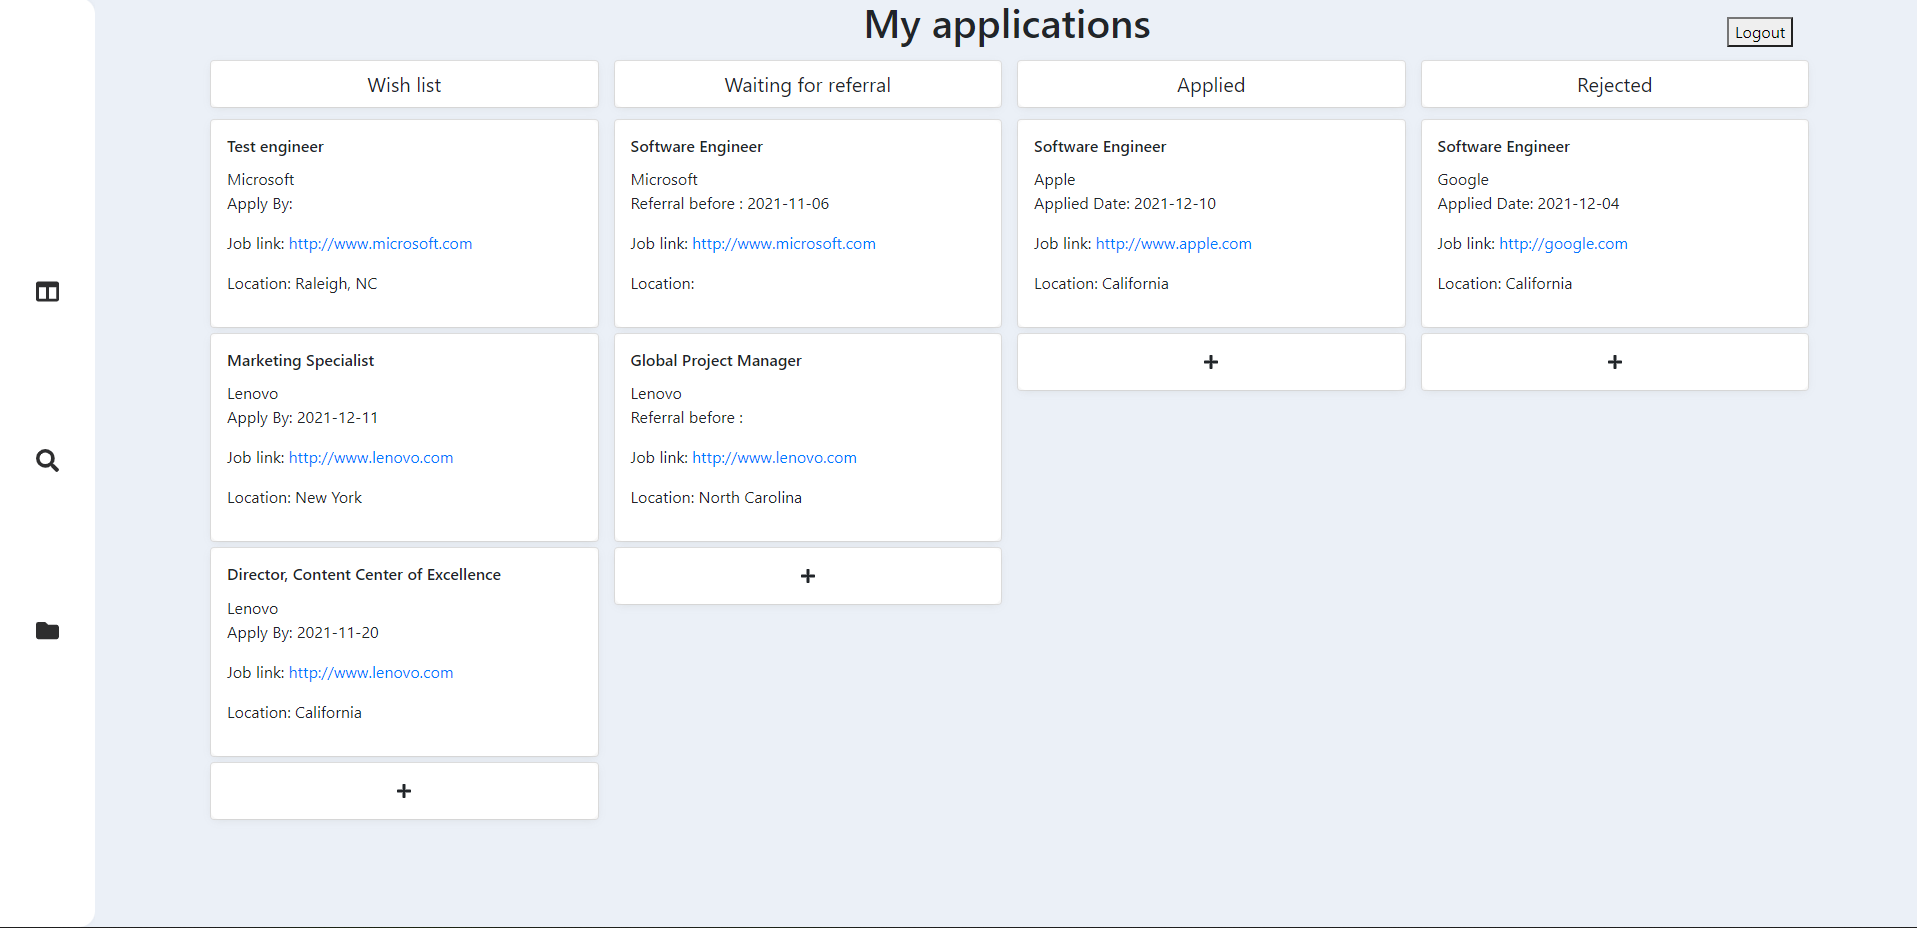 My applications
Logout
Wish list
Test engineer
Microsoft
Apply By:
Job link: http://www.microsoft.com
Location: Raleigh, NC
Marketing Specialist
Lenovo
Apply By: 2021-12-11
Job link: http://www.lenovo.com
Location: New York
Director, Content Center of Excellence
Lenovo
Apply By: 2021-11-20
Job link: http://www.lenovo.com
Location: California
+
Waiting for referral
Software Engineer
Microsoft
Referral before : 2021-11-06
Job link: http://www.microsoft.com
Location:
Global Project Manager
Lenovo
Referral before :
Job link: http://www.lenovo.com
Location: North Carolina
+
Applied
Software Engineer
Apple
Applied Date: 2021-12-10
Job link: http://www.apple.com
Location: California
+
Rejected
Software Engineer
Google
Applied Date: 2021-12-04
Job link: http://google.com
Location: California
+